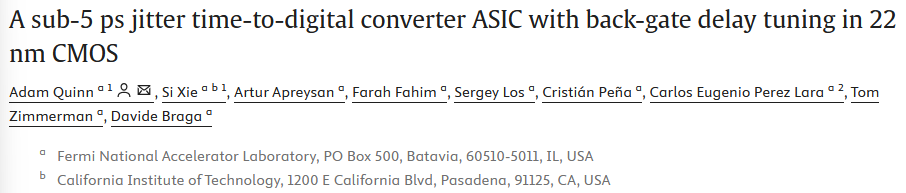 A sub-5 ps jitter time-to-digital converter ASIC with back-gate delay tuning in 22
nm CMOS
Adam Quinn a 1, Si Xie a b 1, Artur Apreysan a, Farah Fahim a, Sergey Los a, Cristián Peña a, Carlos Eugenio Perez Lara a 2, Tom
Zimmerman a, Davide Braga a
a Fermi National Accelerator Laboratory, PO Box 500, Batavia, 60510-5011, IL, USA
b California Institute of Technology, 1200 E California Blvd, Pasadena, 91125, CA, USA